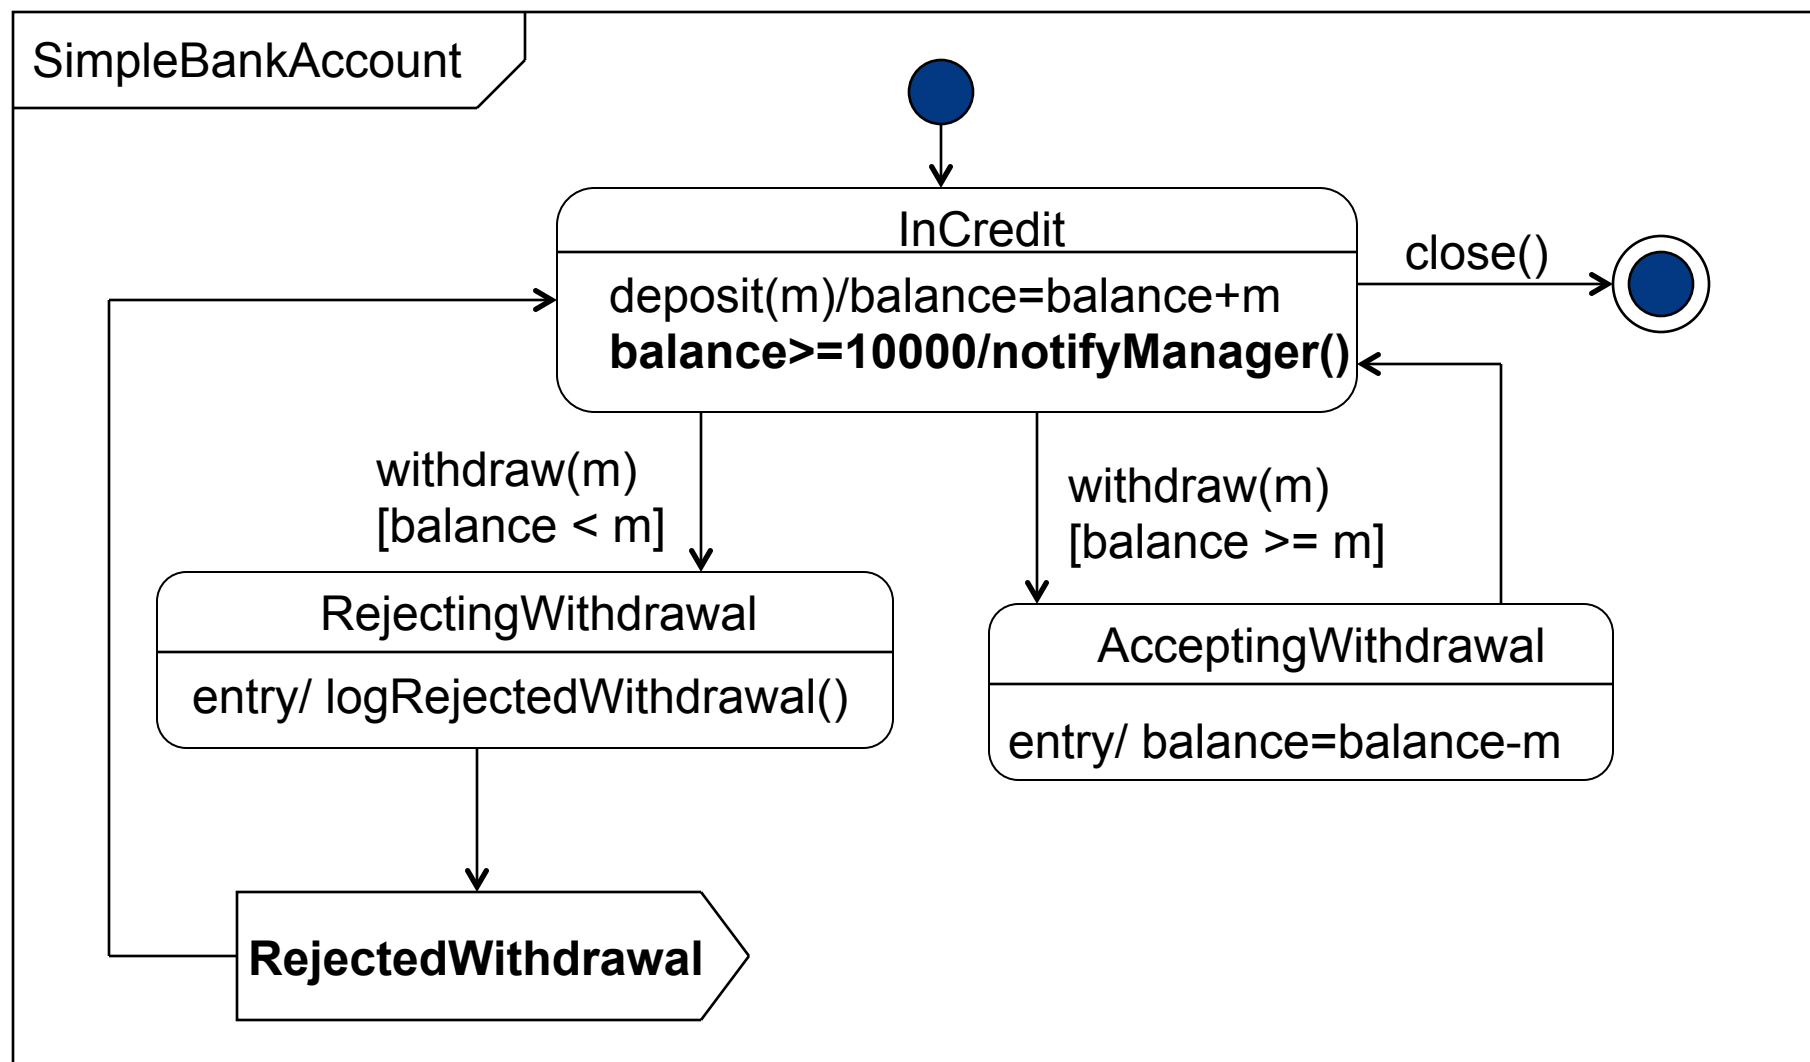 SimpleBankAccount
InCredit
deposit(m)/balance=balance+m
balance>=10000/notifyManager()
close()
withdraw(m)
[balance < m]
withdraw(m)
[balance >= m]
RejectingWithdrawal
entry/ logRejectedWithdrawal()
AcceptingWithdrawal
entry/ balance=balance-m
RejectedWithdrawal